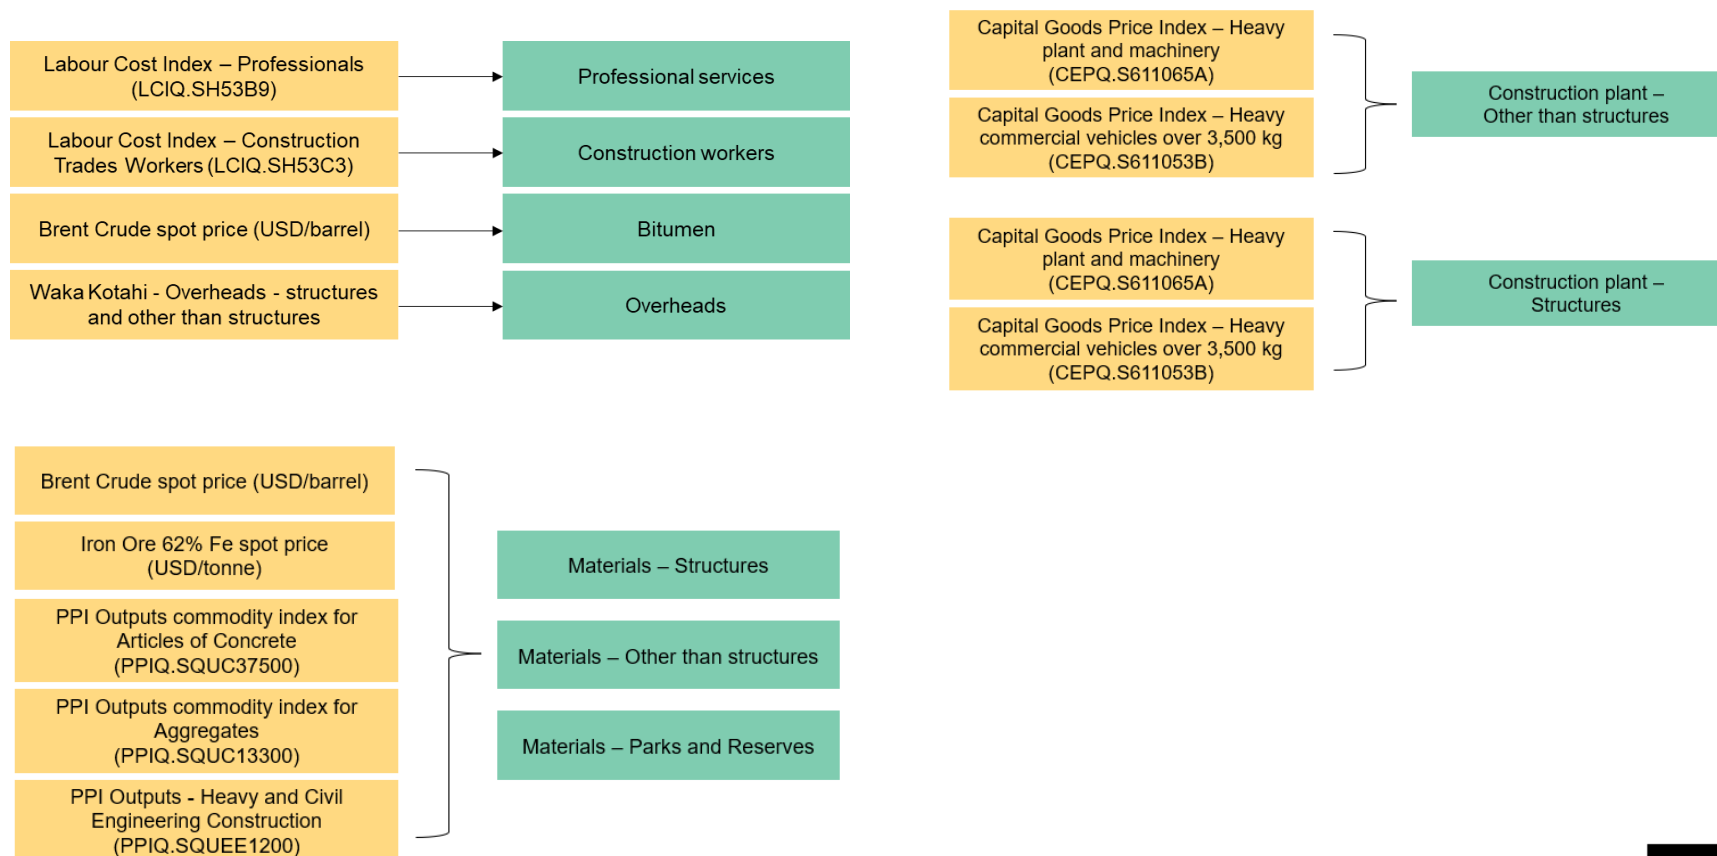 Labour Cost Index – Professionals
(LCIQ.SH53B9)
Professional services
Labour Cost Index – Construction
Trades Workers (LCIQ.SH53C3)
Construction workers
Brent Crude spot price (USD/barrel)
Bitumen
Waka Kotahi - Overheads - structures
and other than structures
Overheads
Capital Goods Price Index – Heavy
plant and machinery
(CEPQ.S611065A)
Capital Goods Price Index – Heavy
commercial vehicles over 3,500 kg
(CEPQ.S611053B)
Construction plant –
Other than structures
Capital Goods Price Index – Heavy
plant and machinery
(CEPQ.S611065A)
Capital Goods Price Index – Heavy
commercial vehicles over 3,500 kg
(CEPQ.S611053B)
Construction plant –
Structures
Brent Crude spot price (USD/barrel)
Iron Ore 62% Fe spot price
(USD/tonne)
PPI Outputs commodity index for
Articles of Concrete
(PPIQ.SQUC37500)
PPI Outputs commodity index for
Aggregates
(PPIQ.SQUC13300)
PPI Outputs - Heavy and Civil
Engineering Construction
(PPIQ.SQUEE1200)
Materials – Structures
Materials – Other than structures
Materials – Parks and Reserves